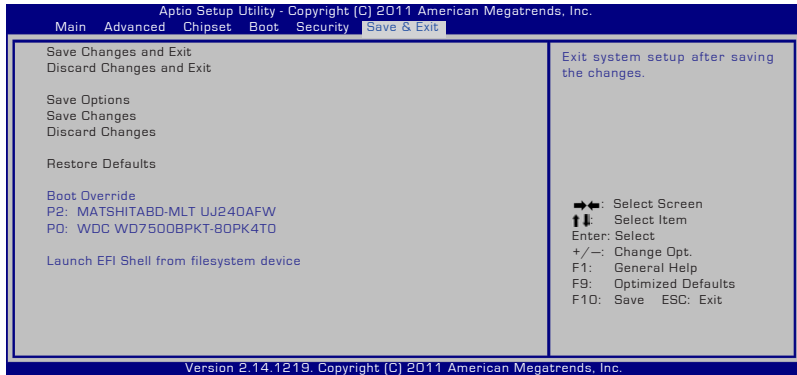 Aptio Setup Utility - Copyright (C) 2011 American Megatrends, Inc.
Main Advanced Chipset Boot Security Save & Exit
Save Changes and Exit
Discard Changes and Exit
Save Options
Save Changes
Discard Changes
Restore Defaults
Boot Override
P2: MATSHITABD-MLT UJ240AFW
P0: WDC WD7500BPKT-80PK4T0
Launch EFI Shell from filesystem device
Exit system setup after saving
the changes.
→←: Select Screen
↑↓: Select Item
Enter: Select
+/—: Change Opt.
F1: General Help
F9: Optimized Defaults
F10: Save ESC: Exit
Version 2.14.1219. Copyright (C) 2011 American Megatrends, Inc.